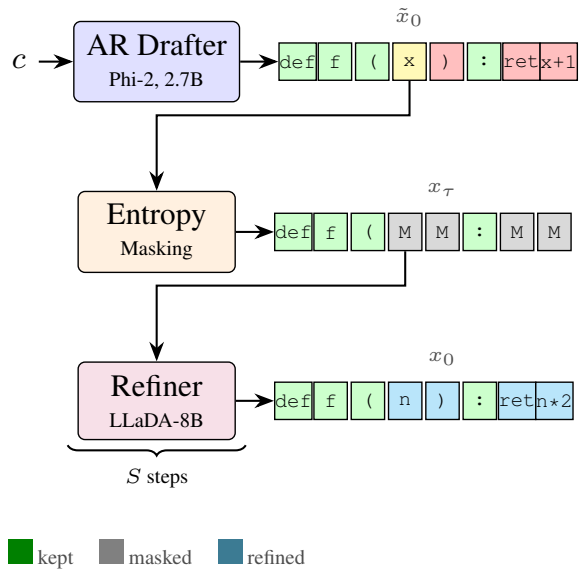 x̃₀
c AR Drafter def f ( x ) : ret x+1
Phi-2, 2.7B
x_τ
Entropy def f ( M M : M M
Masking
x₀
Refiner def f ( n ) : ret n*2
LLaDA-8B
S steps
kept masked refined